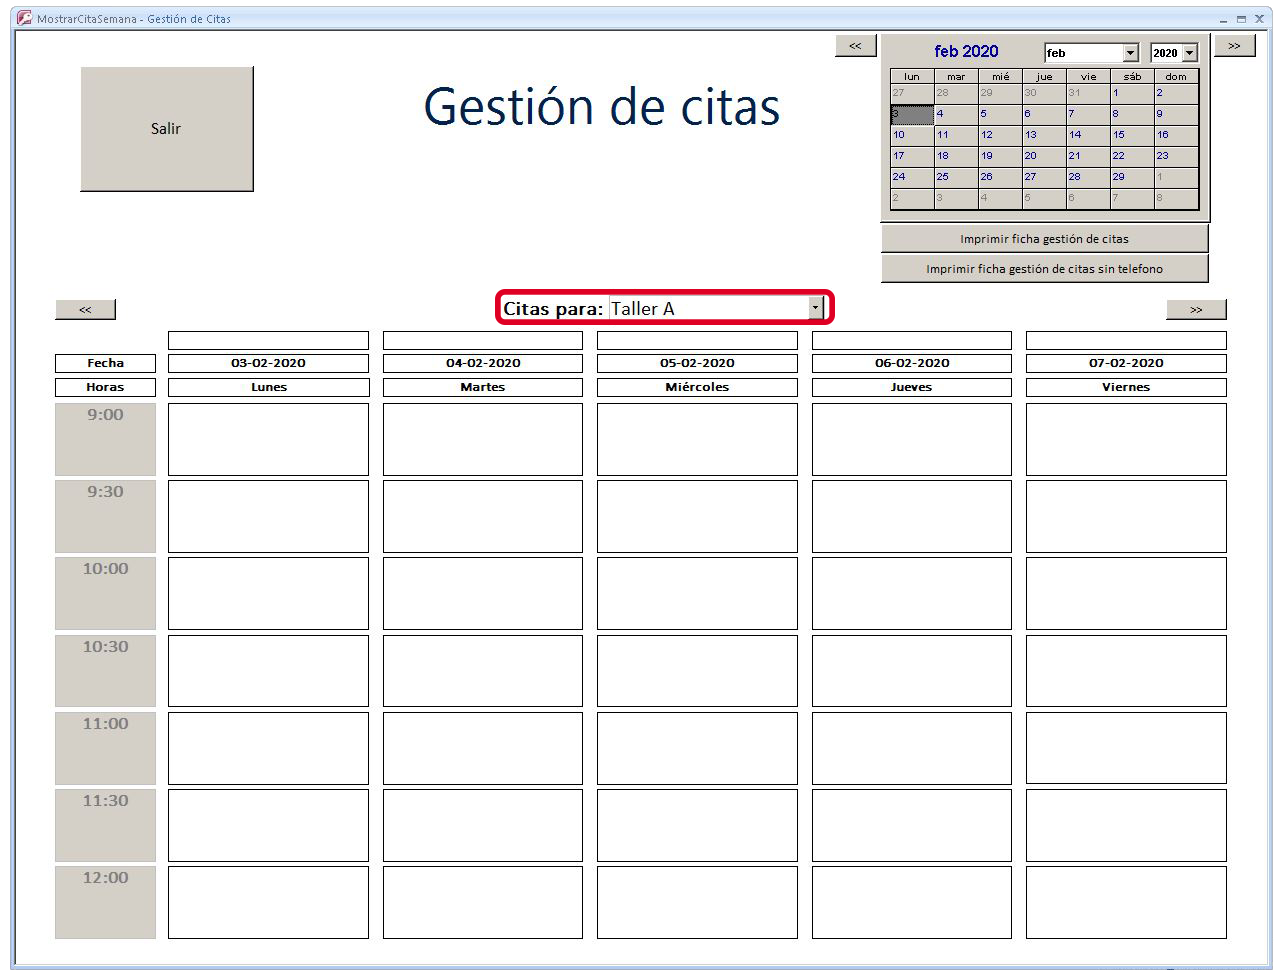 MostrarCitaSemana - Gestión de Citas
<< feb 2020 feb 2020 >>
lun mar mié jue vie sáb dom
27 28 29 30 31 1 2
3 4 5 6 7 8 9
10 11 12 13 14 15 16
17 18 19 20 21 22 23
24 25 26 27 28 29 1
2 3 4 5 6 7 8
Salir
Gestión de citas
Imprimir ficha gestión de citas
Imprimir ficha gestión de citas sin telefono
<< Citas para: Taller A >>
Fecha 03-02-2020 04-02-2020 05-02-2020 06-02-2020 07-02-2020
Horas Lunes Martes Miércoles Jueves Viernes
9:00
9:30
10:00
10:30
11:00
11:30
12:00